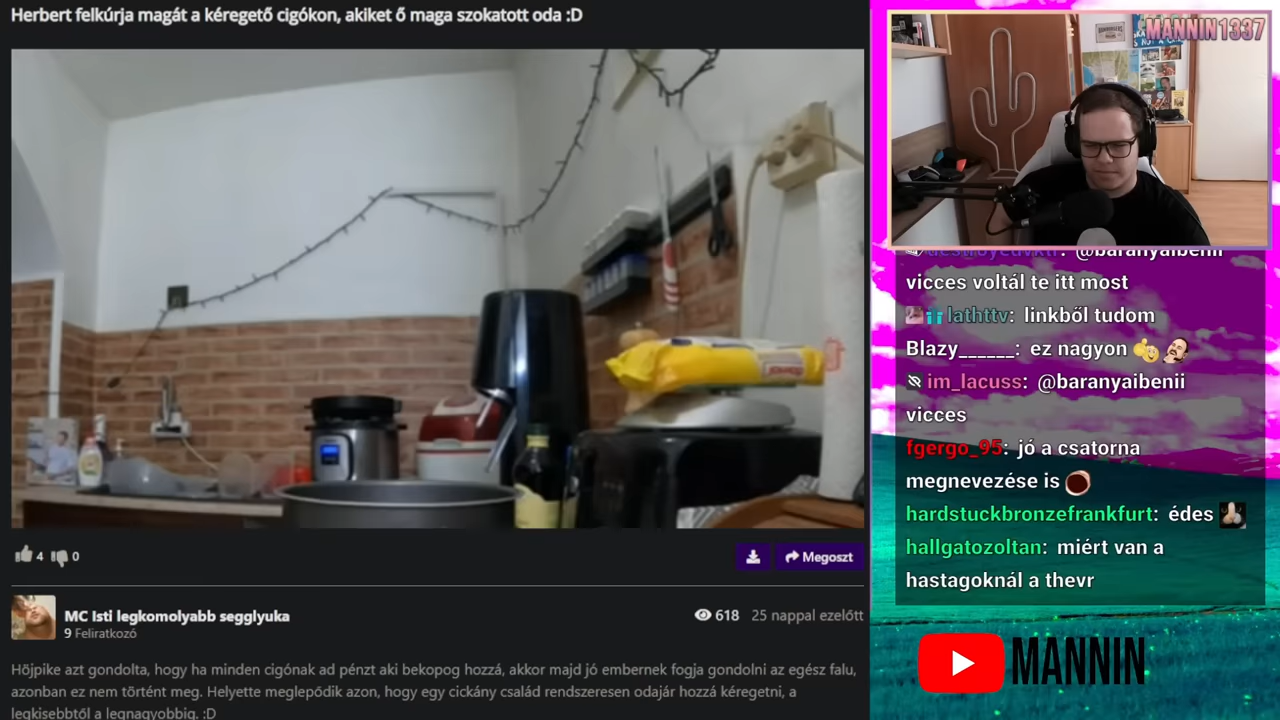 Herbert felkúrja magát a kéregető cigókon, akiket ő maga szokatott oda :D
MANNIN1337
@baranyaibenii
vicces voltál te itt most
lathttv: linkből tudom
Blazy______: ez nagyon
im_lacuss: @baranyaibenii
vicces
fgergo_95: jó a csatorna
megnevezése is
hardstuckbronzefrankfurt: édes
hallgatozoltan: miért van a
hastagoknál a thevr
4 0
Megoszt
MC Isti legkomolyabb segglyuka
9 Feliratkozó
618 25 nappal ezelőtt
Höjpike azt gondolta, hogy ha minden cigónak ad pénzt aki bekopog hozzá, akkor majd jó embernek fogja gondolni az egész falu,
azonban ez nem történt meg. Helyette meglepődik azon, hogy egy cickány család rendszeresen odajár hozzá kéregetni, a
legkisebbtől a legnagyobbig. :D
MANNIN